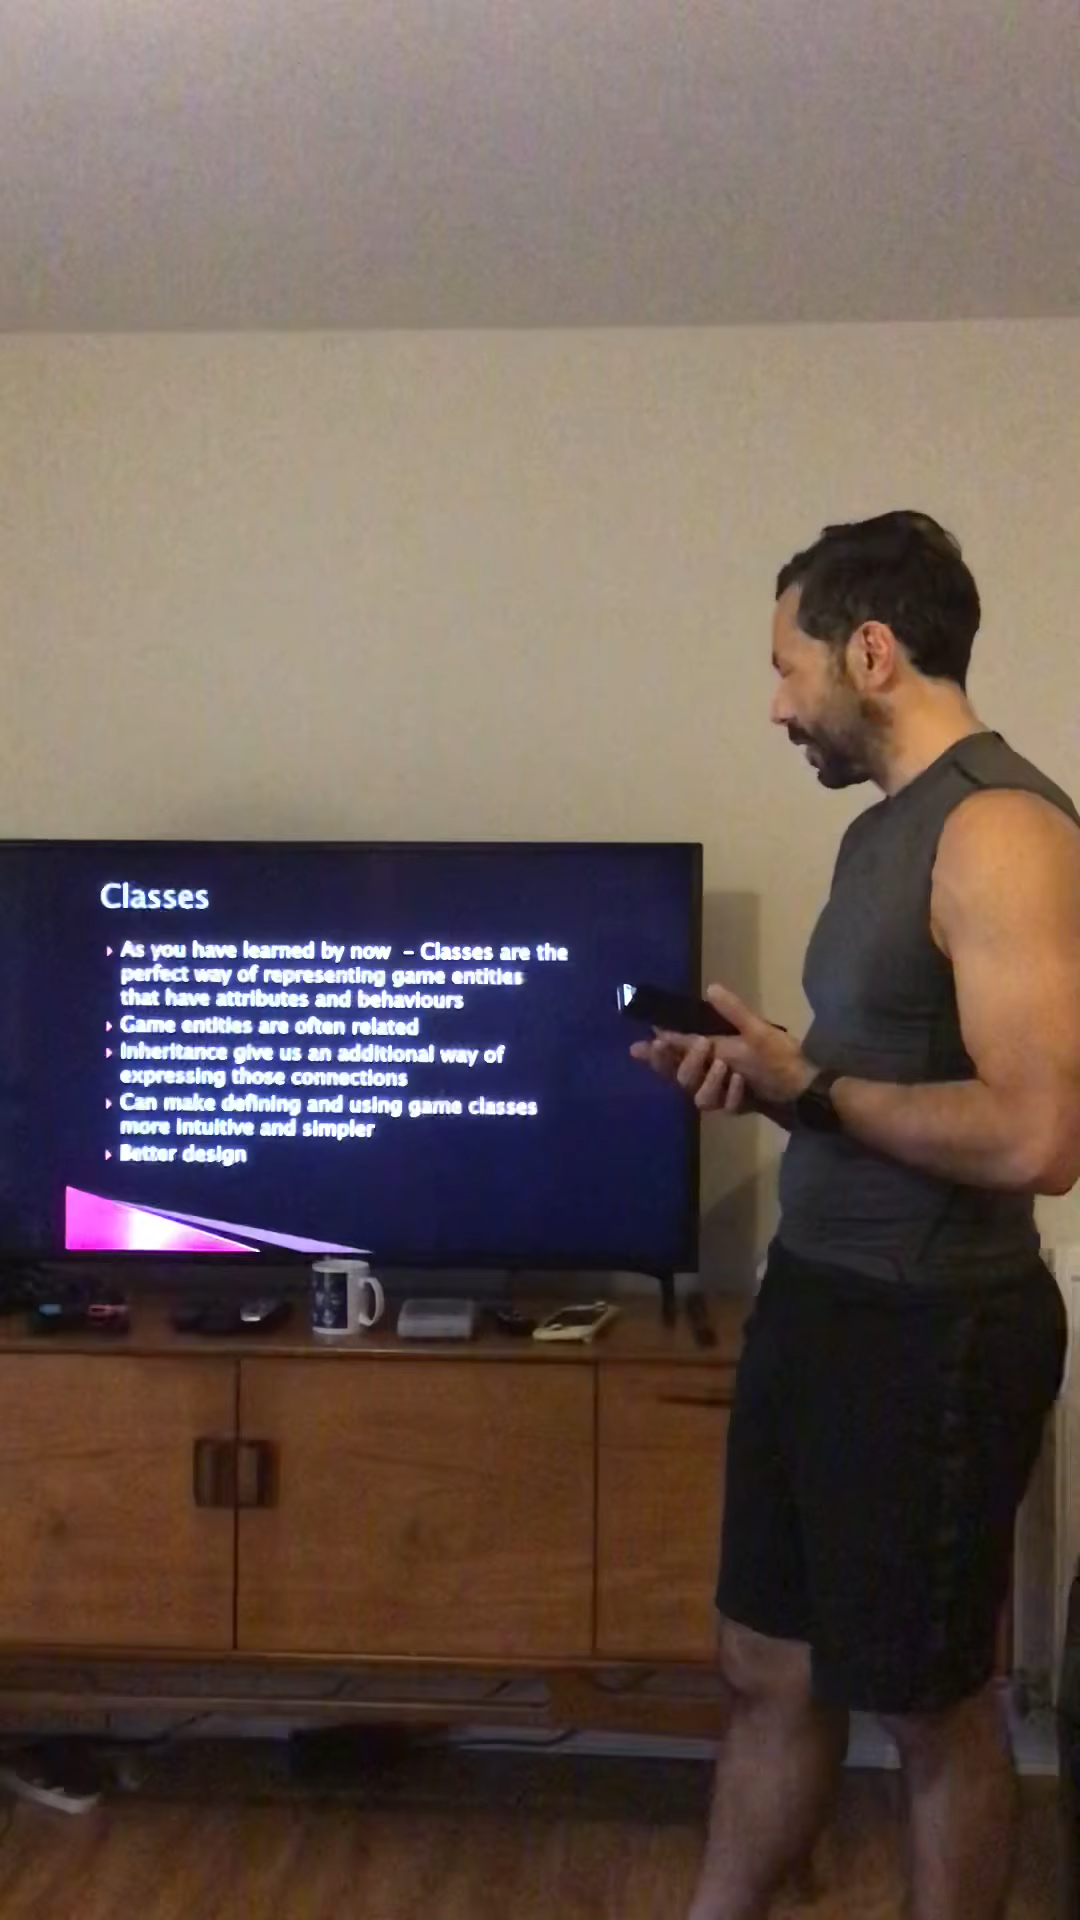 Classes
As you have learned by now – Classes are the
perfect way of representing game entities
that have attributes and behaviours
Game entities are often related
Inheritance give us an additional way of
expressing those connections
Can make defining and using game classes
more intuitive and simpler
Better design